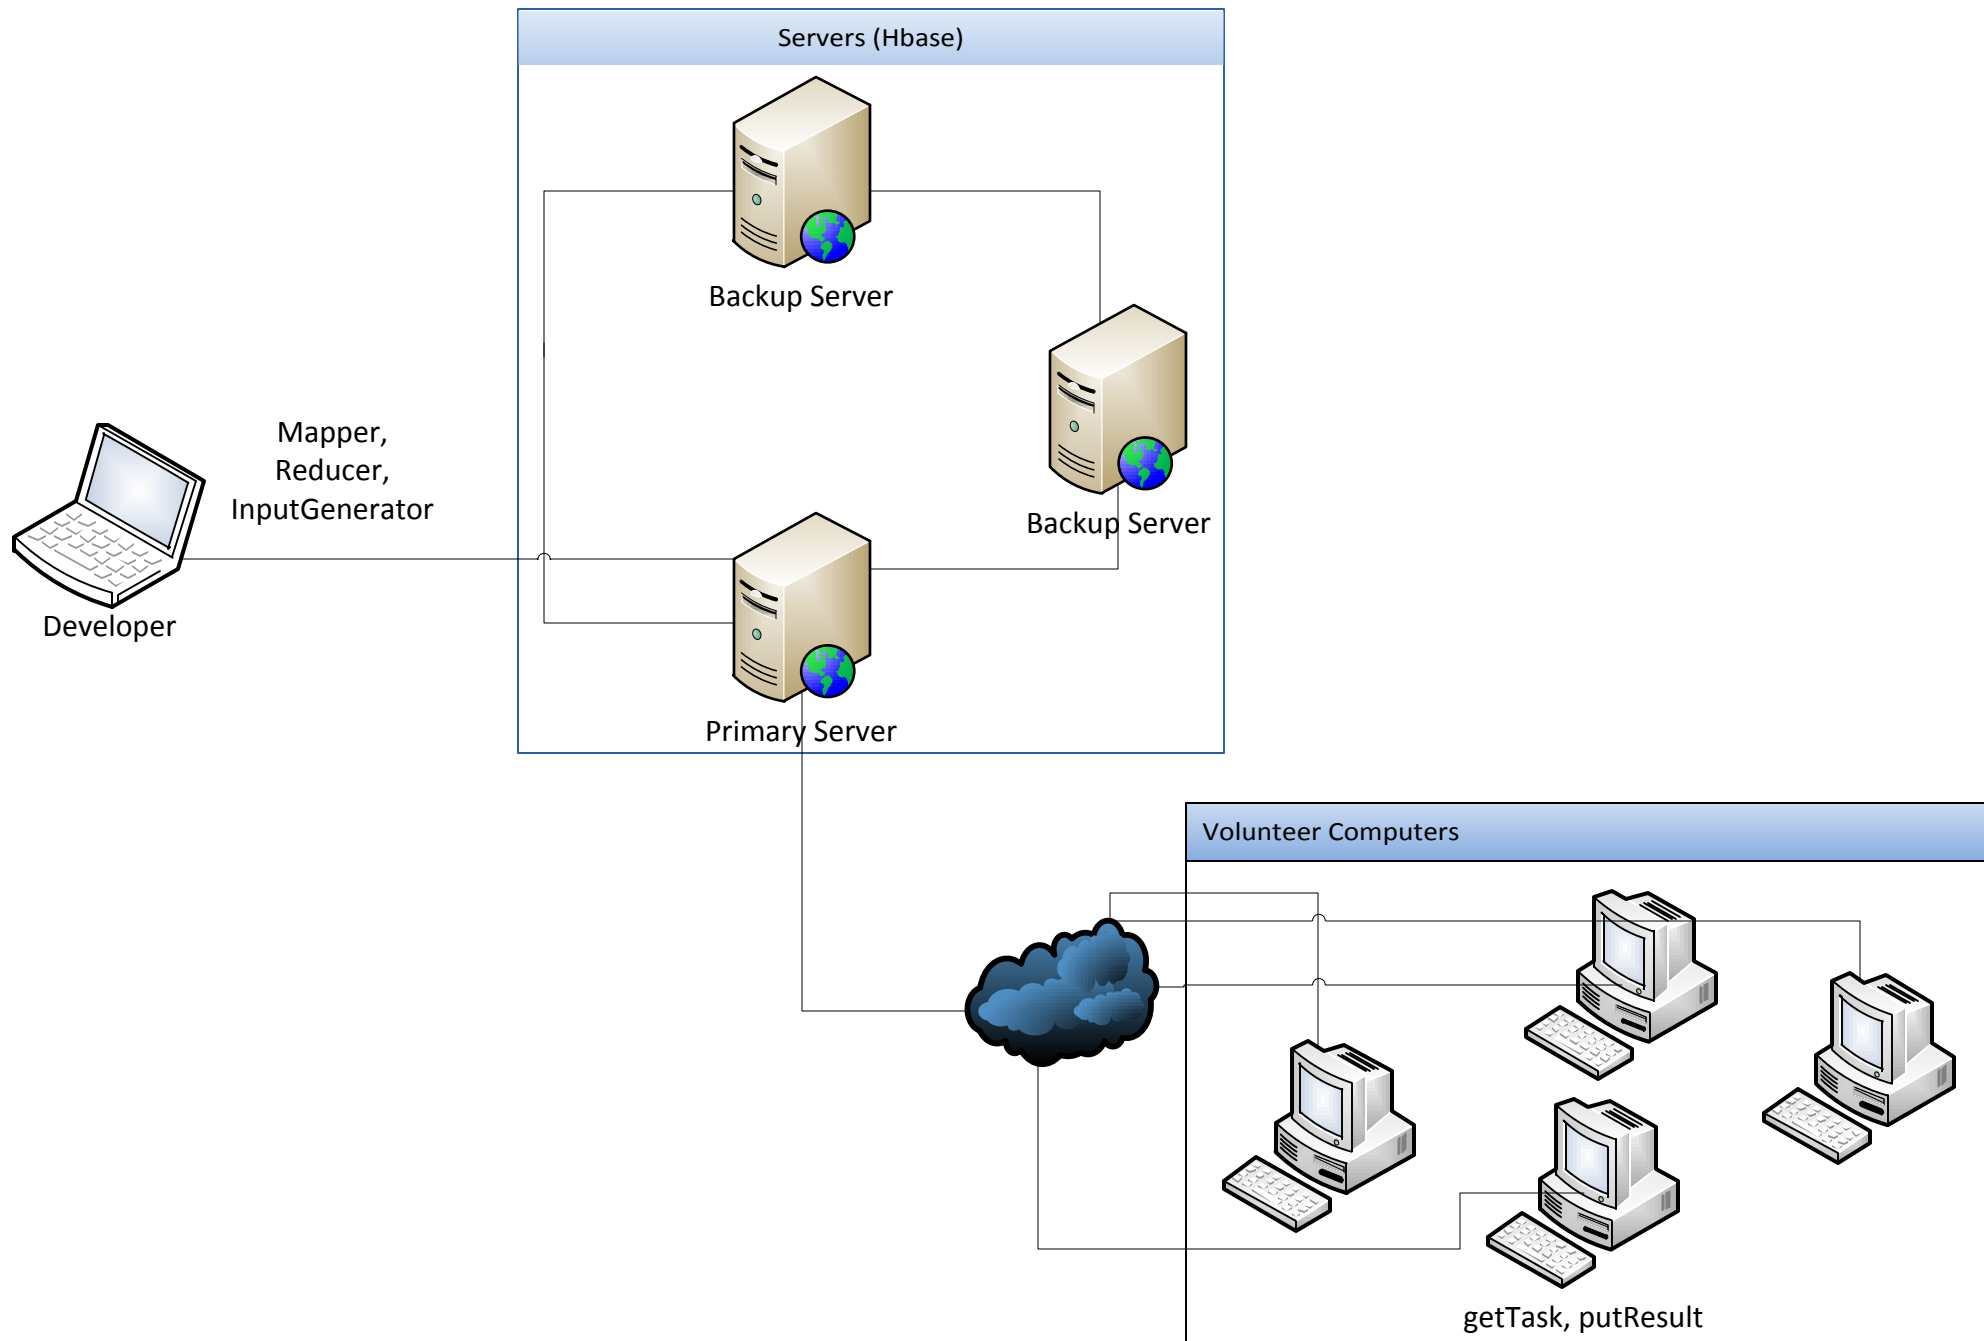 Servers (Hbase)
Backup Server
Mapper,
Reducer,
InputGenerator
Backup Server
Developer
Primary Server
Volunteer Computers
getTask, putResult